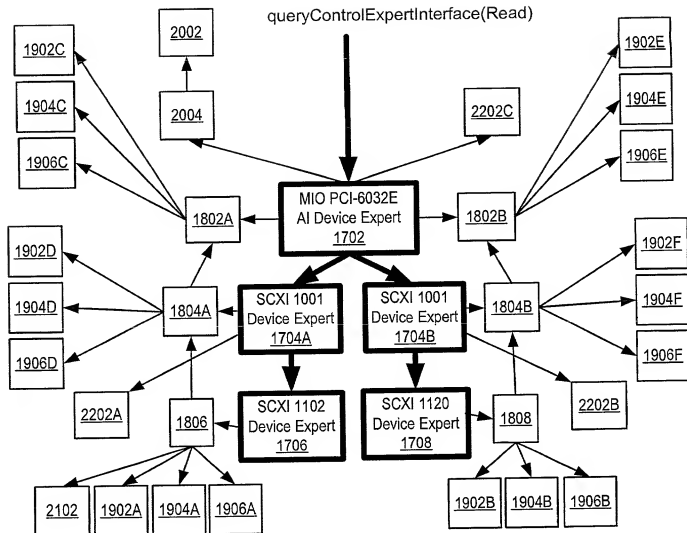 queryControlExpertInterface(Read)
2002
1902C
1902E
1904C
2004
2202C
1904E
1906C
1906E
MIO PCI-6032E
AI Device Expert
1702
1802A
1802B
1902D
1902F
1904D
1804A
SCXI 1001
Device Expert
1704A
SCXI 1001
Device Expert
1704B
1804B
1904F
1906D
1906F
2202A
2202B
1806
SCXI 1102
Device Expert
1706
SCXI 1120
Device Expert
1708
1808
2102
1902A
1904A
1906A
1902B
1904B
1906B